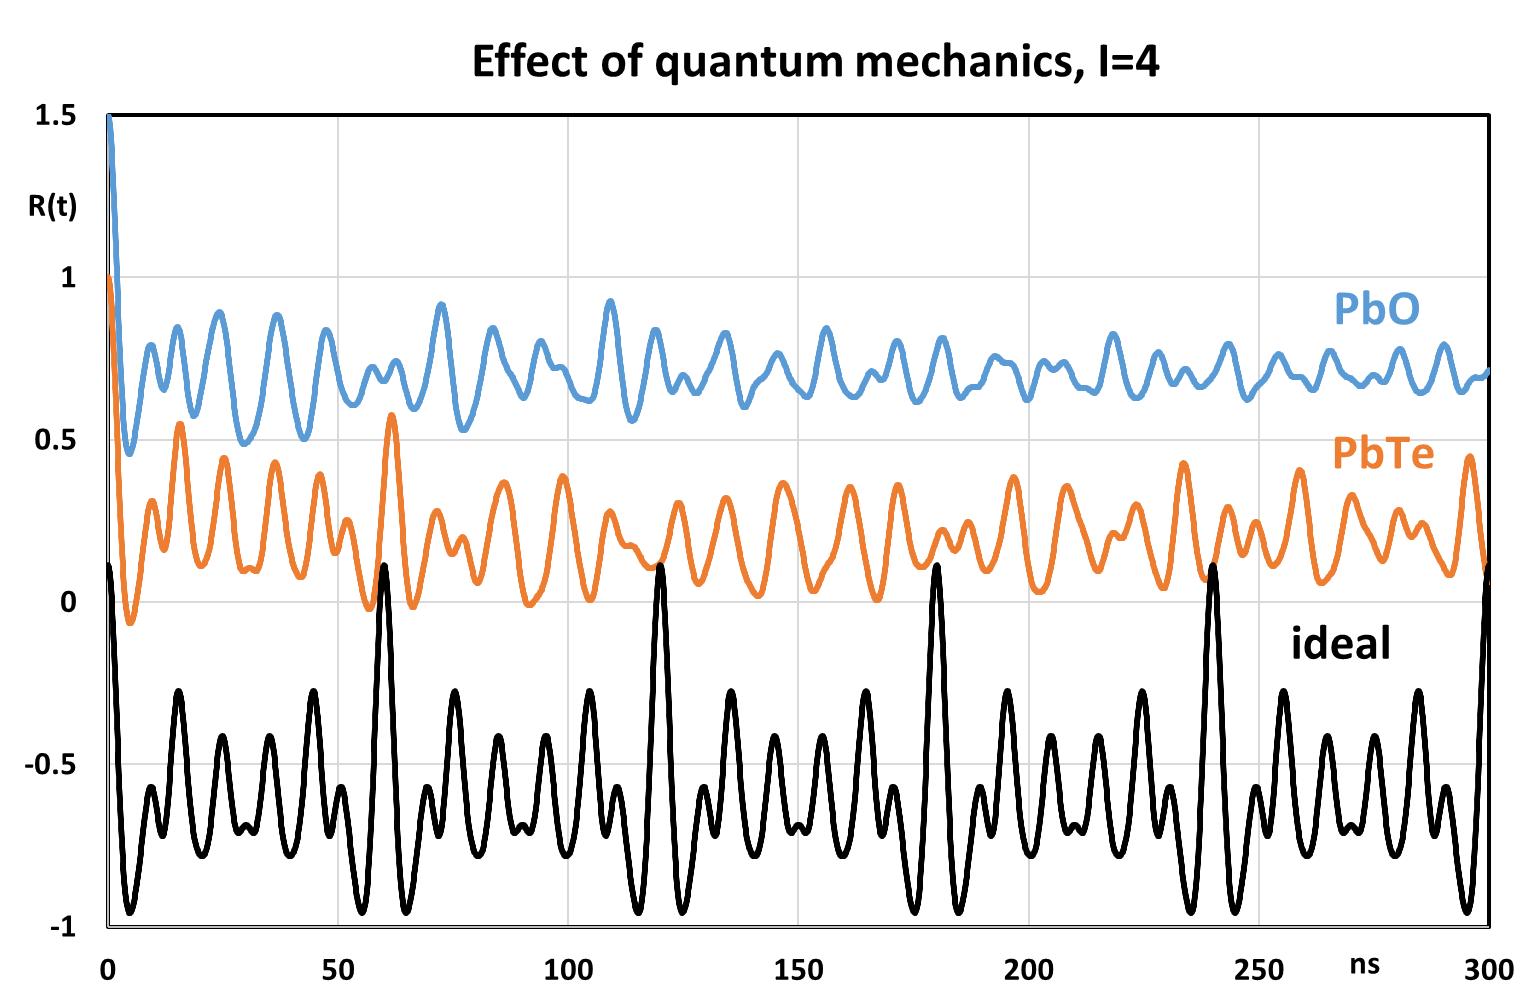 Effect of quantum mechanics, I=4
1.5
R(t)
1
PbO
0.5
PbTe
0
ideal
-0.5
-1
0 50 100 150 200 250 ns 300